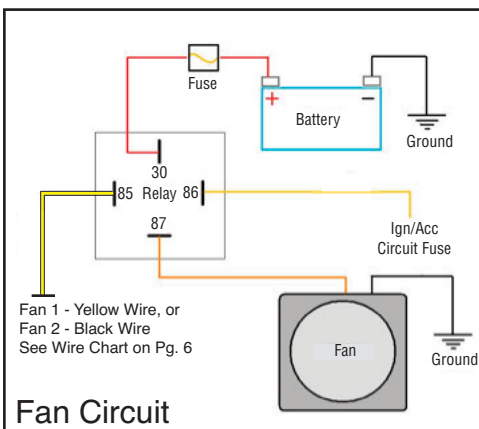 Fuse
+
−
Battery
Ground
30
85 Relay 86
87
Ign/Acc
Circuit Fuse
Fan 1 - Yellow Wire, or
Fan 2 - Black Wire
See Wire Chart on Pg. 6
Fan
Ground
Fan Circuit